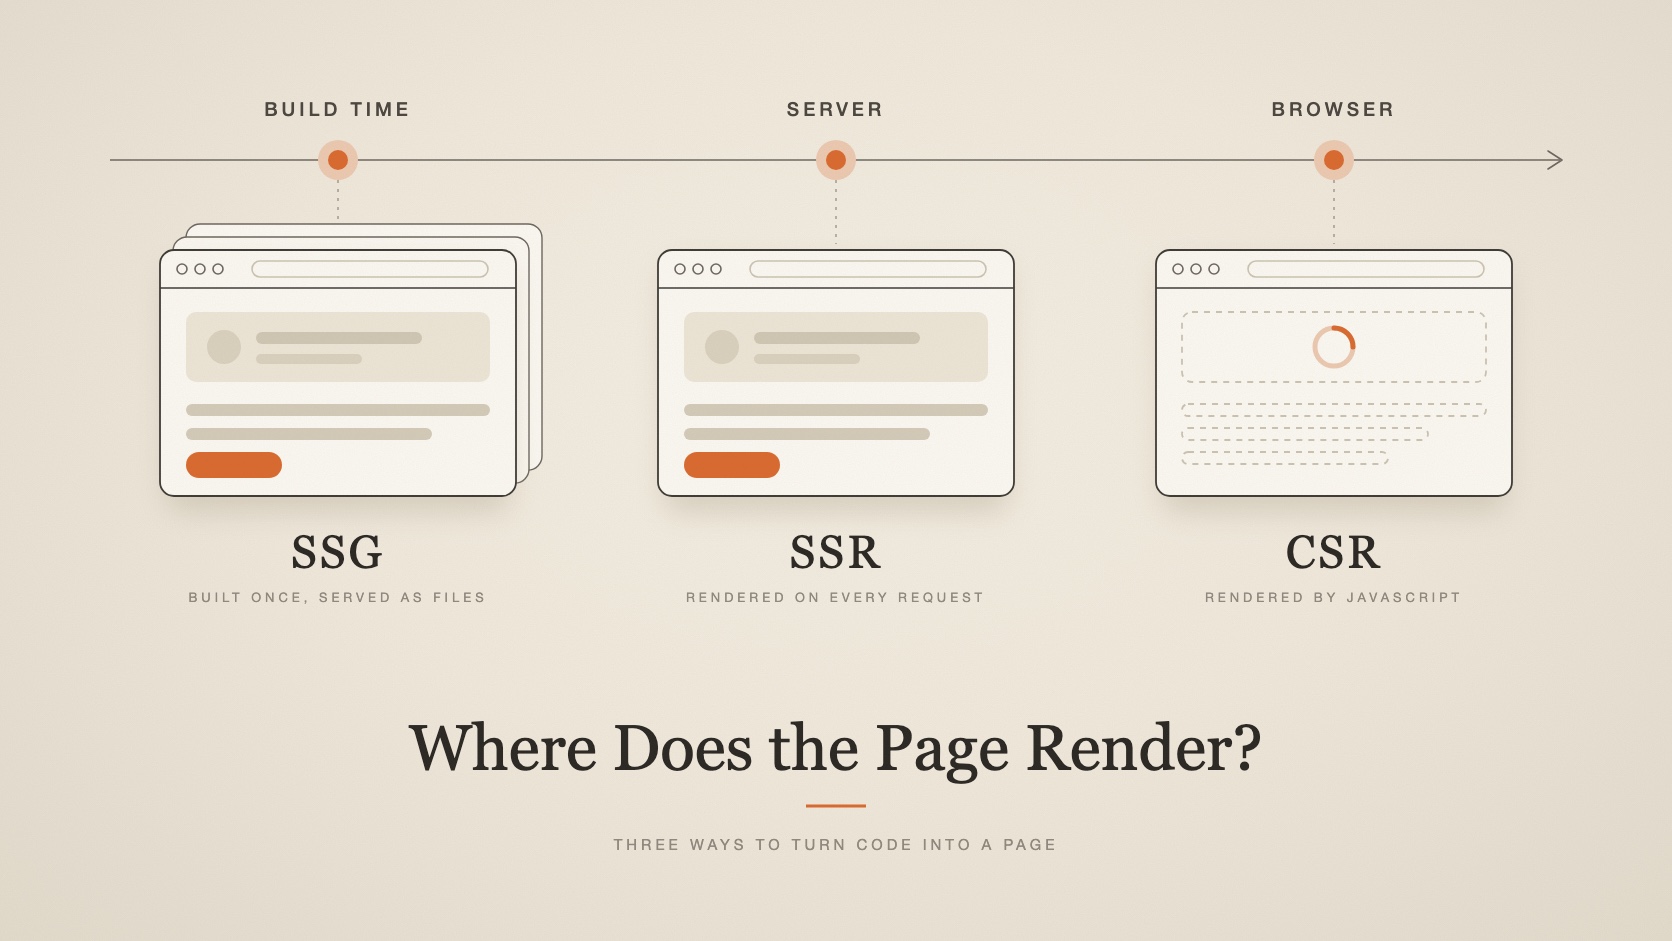 BUILD TIME
SERVER
BROWSER
SSG
BUILT ONCE, SERVED AS FILES
SSR
RENDERED ON EVERY REQUEST
CSR
RENDERED BY JAVASCRIPT
Where Does the Page Render?
THREE WAYS TO TURN CODE INTO A PAGE